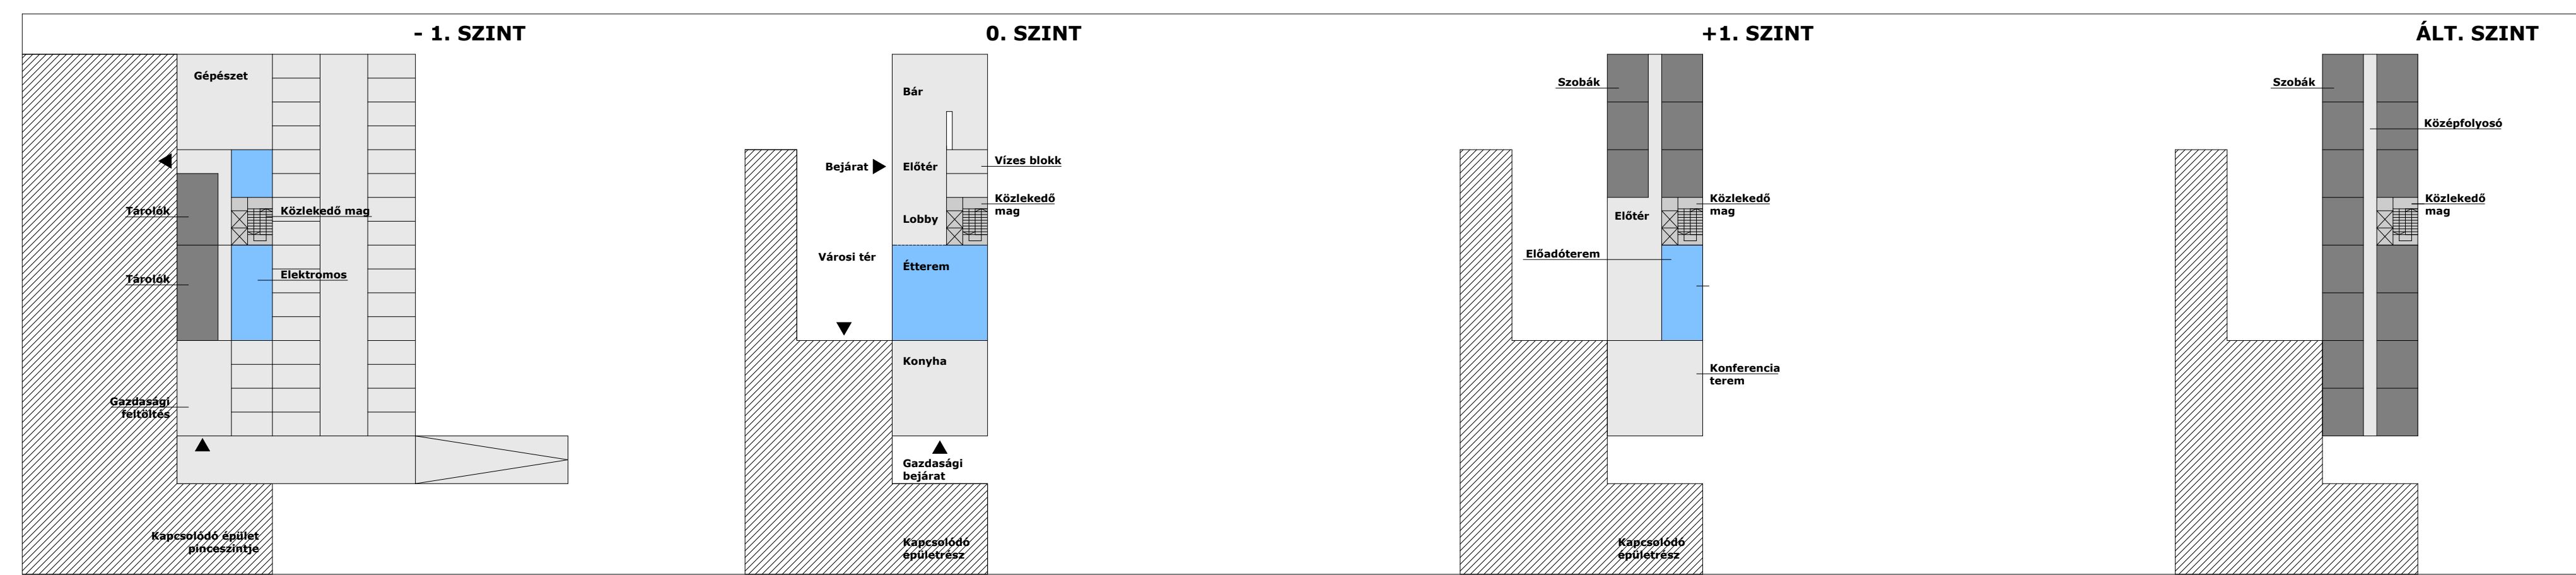 - 1. SZINT
Gépészet
Tárolók
Közlekedő mag
Tárolók
Elektromos
Gazdasági
feltöltés
Kapcsolódó épület
pinceszintje
0. SZINT
Bár
Bejárat
Előtér
Vízes blokk
Közlekedő
mag
Lobby
Városi tér
Étterem
Konyha
Gazdasági
bejárat
Kapcsolódó
épületrész
+1. SZINT
Szobák
Közlekedő
mag
Előtér
Előadóterem
Konferencia
terem
Kapcsolódó
épületrész
ÁLT. SZINT
Szobák
Középfolyosó
Közlekedő
mag